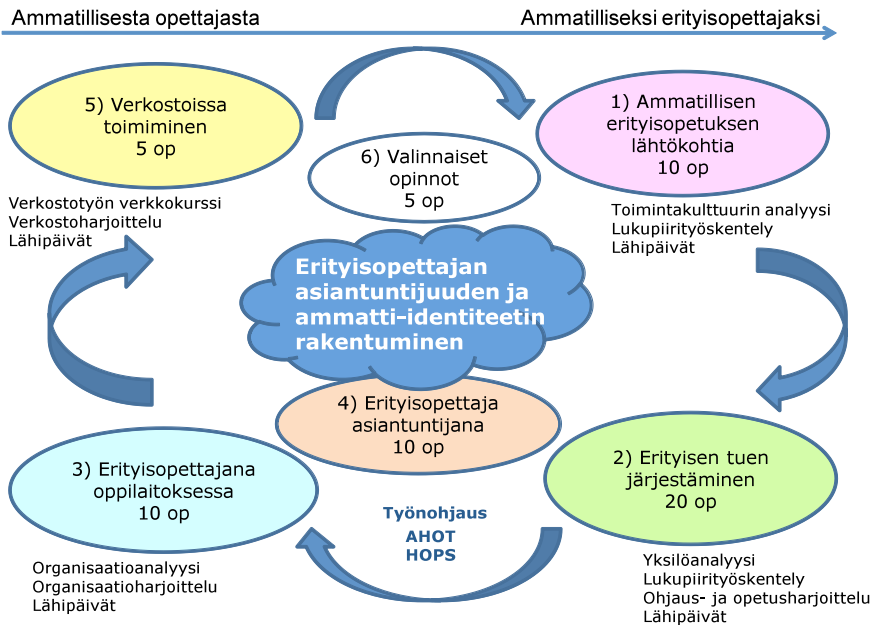 Ammatillisesta opettajasta
Ammatilliseksi erityisopettajaksi
5) Verkostoissa
toimiminen
5 op
Verkostotyön verkkokurssi
Verkostoharjoittelu
Lähipäivät
6) Valinnaiset
opinnot
5 op
1) Ammatillisen
erityisopetuksen
lähtökohtia
10 op
Toimintakulttuurin analyysi
Lukupiirityöskentely
Lähipäivät
Erityisopettajan
asiantuntijuuden ja
ammatti-identiteetin
rakentuminen
4) Erityisopettaja
asiantuntijana
10 op
3) Erityisopettajana
oppilaitoksessa
10 op
Organisaatioanalyysi
Organisaatioharjoittelu
Lähipäivät
Työnohjaus
AHOT
HOPS
2) Erityisen tuen
järjestäminen
20 op
Yksilöanalyysi
Lukupiirityöskentely
Ohjaus- ja opetusharjoittelu
Lähipäivät